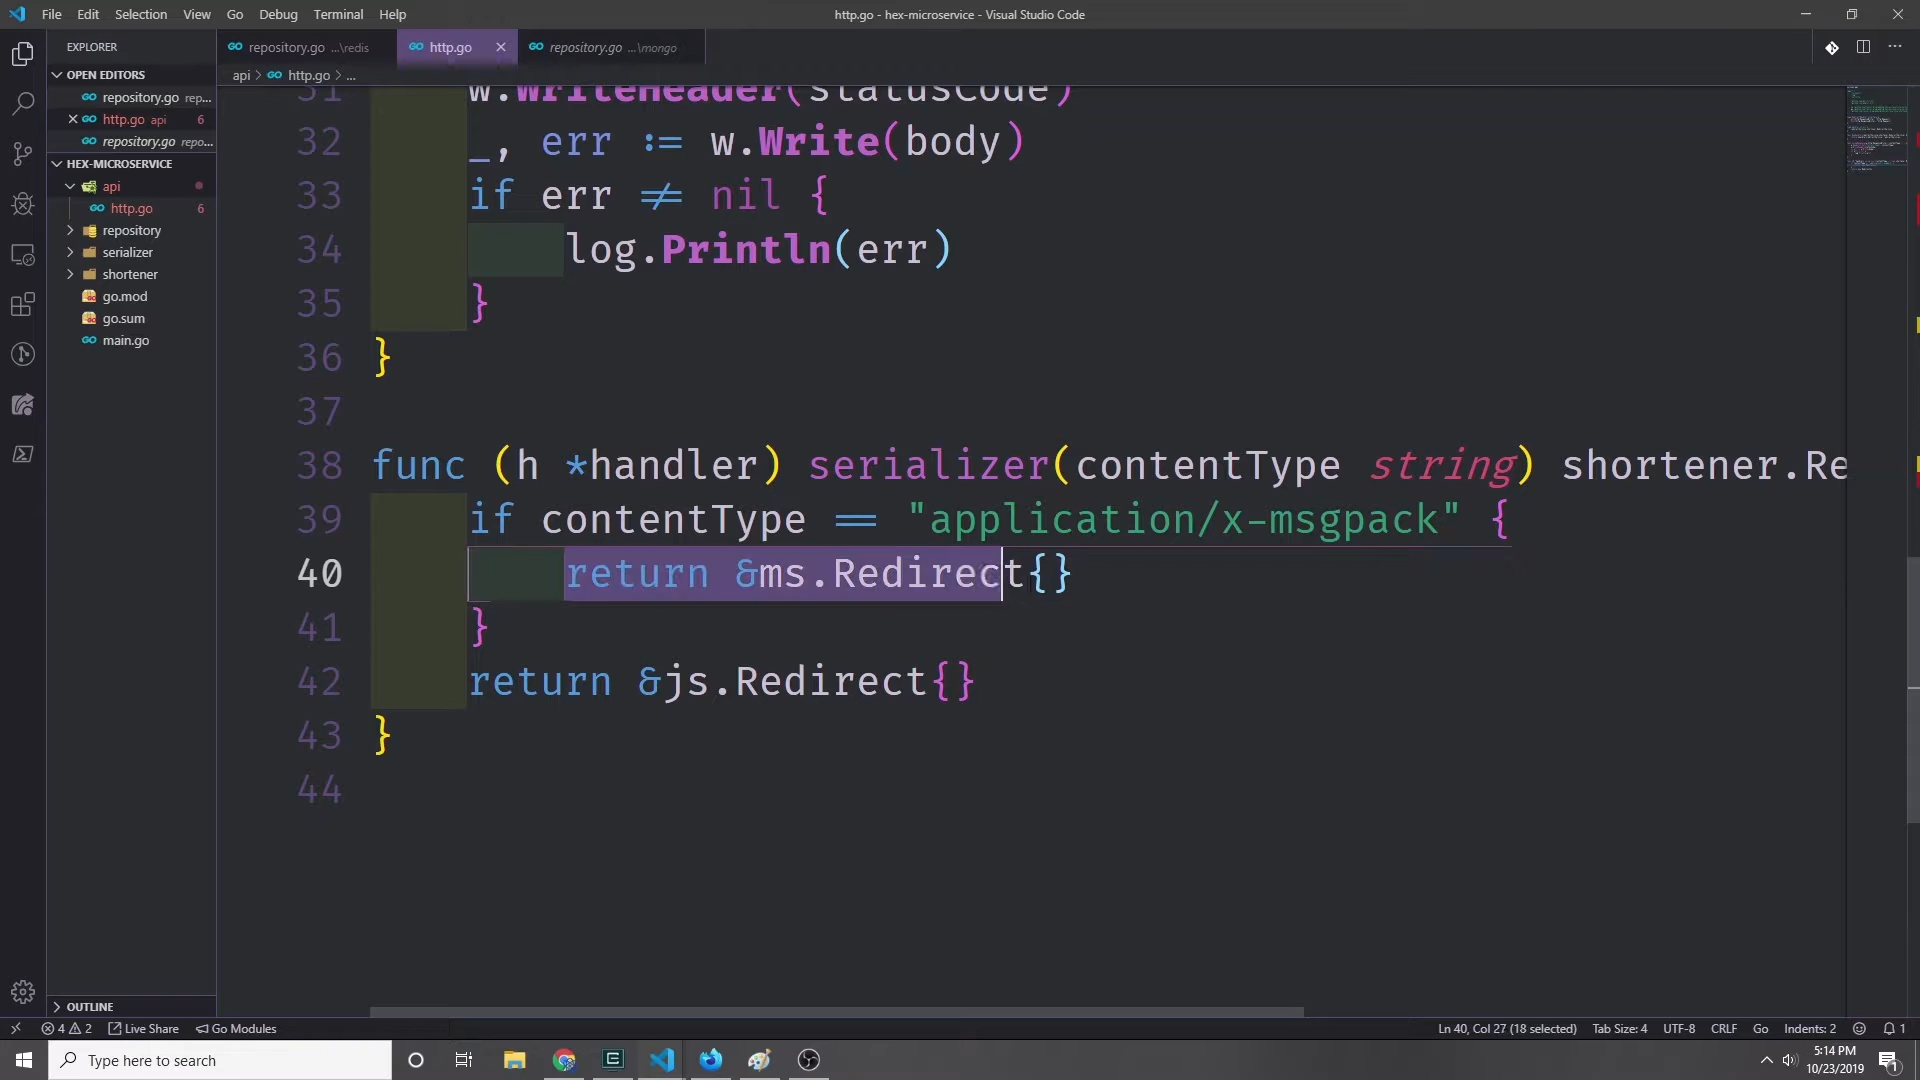 File Edit Selection View Go Debug Terminal Help
http.go - hex-microservice - Visual Studio Code
EXPLORER
repository.go ...\redis
http.go
repository.go ...\mongo
OPEN EDITORS
api > http.go > ...
repository.go rep...
http.go api 6
repository.go repo...
HEX-MICROSERVICE
api
http.go 6
repository
serializer
shortener
go.mod
go.sum
main.go
OUTLINE
31 w.WriteHeader(statusCode)
32 _, err := w.Write(body)
33 if err != nil {
34 log.Println(err)
35 }
36 }
37
38 func (h *handler) serializer(contentType string) shortener.Re
39 if contentType == "application/x-msgpack" {
40 return &ms.Redirect{}
41 }
42 return &js.Redirect{}
43 }
44
4 2 Live Share Go Modules
Ln 40, Col 27 (18 selected) Tab Size: 4 UTF-8 CRLF Go Indents: 2 1
Type here to search
5:14 PM
10/23/2019
1